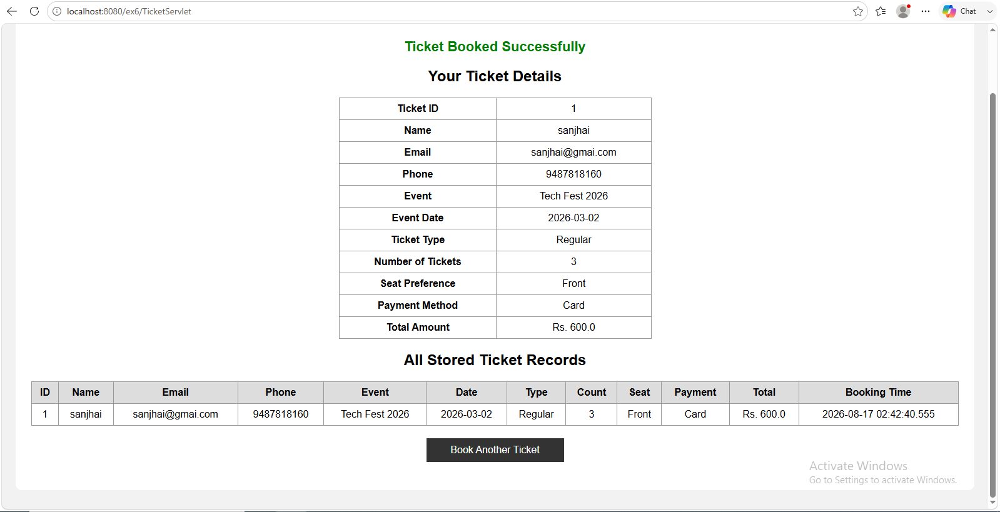 localhost:8080/ex6/TicketServlet
Chat
Ticket Booked Successfully
Your Ticket Details
Ticket ID 1
Name sanjhai
Email sanjhai@gmai.com
Phone 9487818160
Event Tech Fest 2026
Event Date 2026-03-02
Ticket Type Regular
Number of Tickets 3
Seat Preference Front
Payment Method Card
Total Amount Rs. 600.0
All Stored Ticket Records
ID Name Email Phone Event Date Type Count Seat Payment Total Booking Time
1 sanjhai sanjhai@gmai.com 9487818160 Tech Fest 2026 2026-03-02 Regular 3 Front Card Rs. 600.0 2026-08-17 02:42:40.555
Book Another Ticket
Activate Windows
Go to Settings to activate Windows.